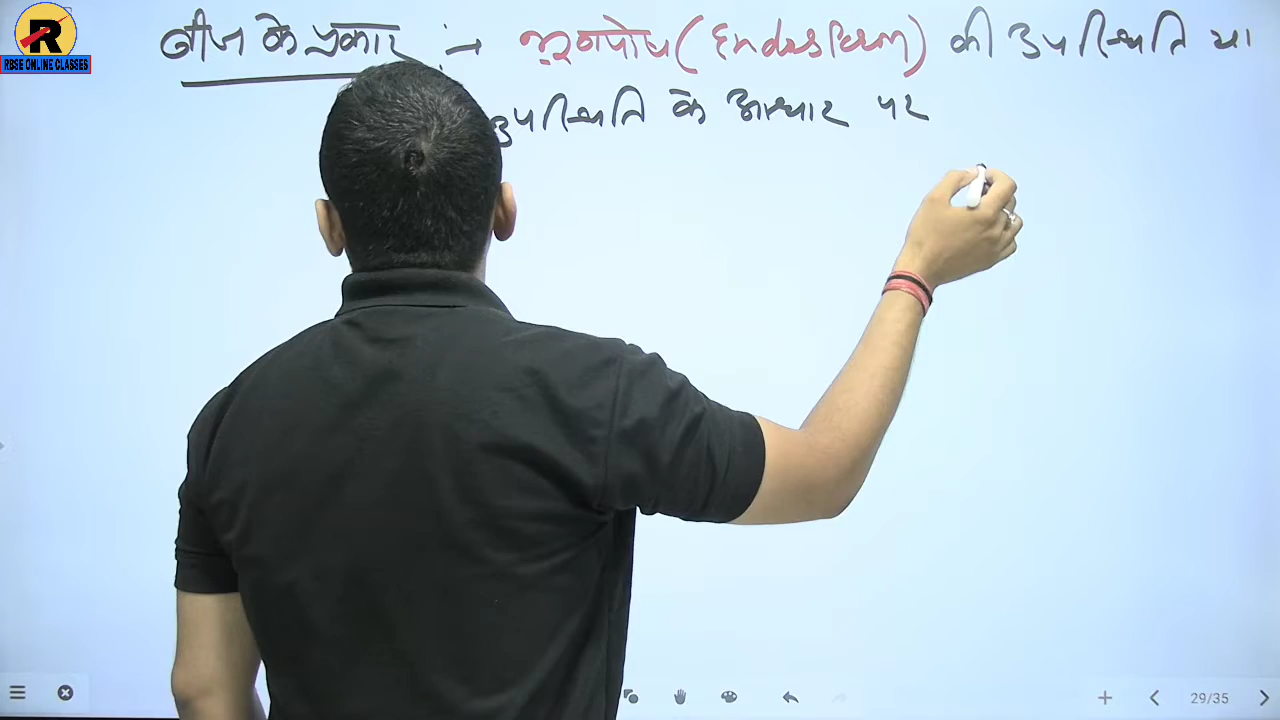 R
RBSE ONLINE CLASSES
बीज के प्रकार :→ भ्रूणपोष (Endosperm) की उपस्थिति या
उपस्थिति के आधार पर
29/35